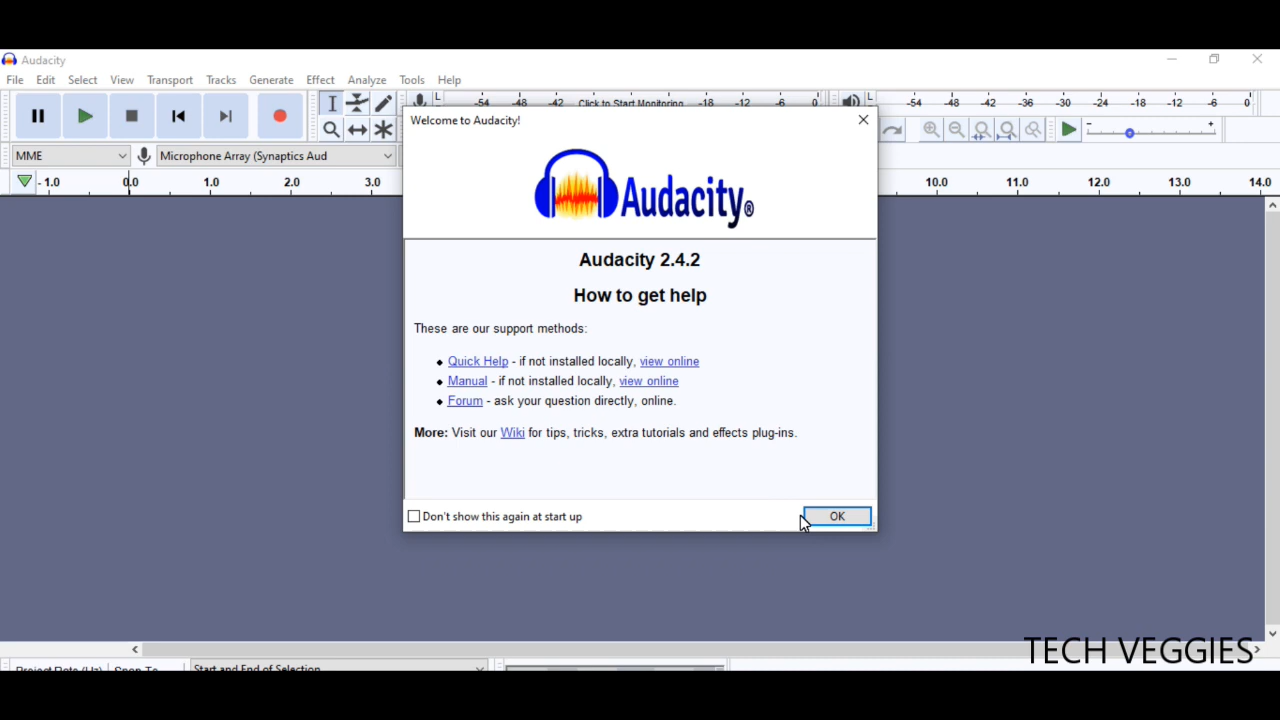 Audacity
File Edit Select View Transport Tracks Generate Effect Analyze Tools Help
L -54 -48 -42 Click to Start Monitoring -18 -12 -6 0 L -54 -48 -42 -36 -30 -24 -18 -12 -6 0
MME Microphone Array (Synaptics Aud
-1.0 0.0 1.0 2.0 3.0 10.0 11.0 12.0 13.0 14.0
Welcome to Audacity!
Audacity®
Audacity 2.4.2
How to get help
These are our support methods:
Quick Help - if not installed locally, view online
Manual - if not installed locally, view online
Forum - ask your question directly, online.
More: Visit our Wiki for tips, tricks, extra tutorials and effects plug-ins.
Don't show this again at start up OK
TECH VEGGIES
Project Rate (Hz) Snap-To Start and End of Selection